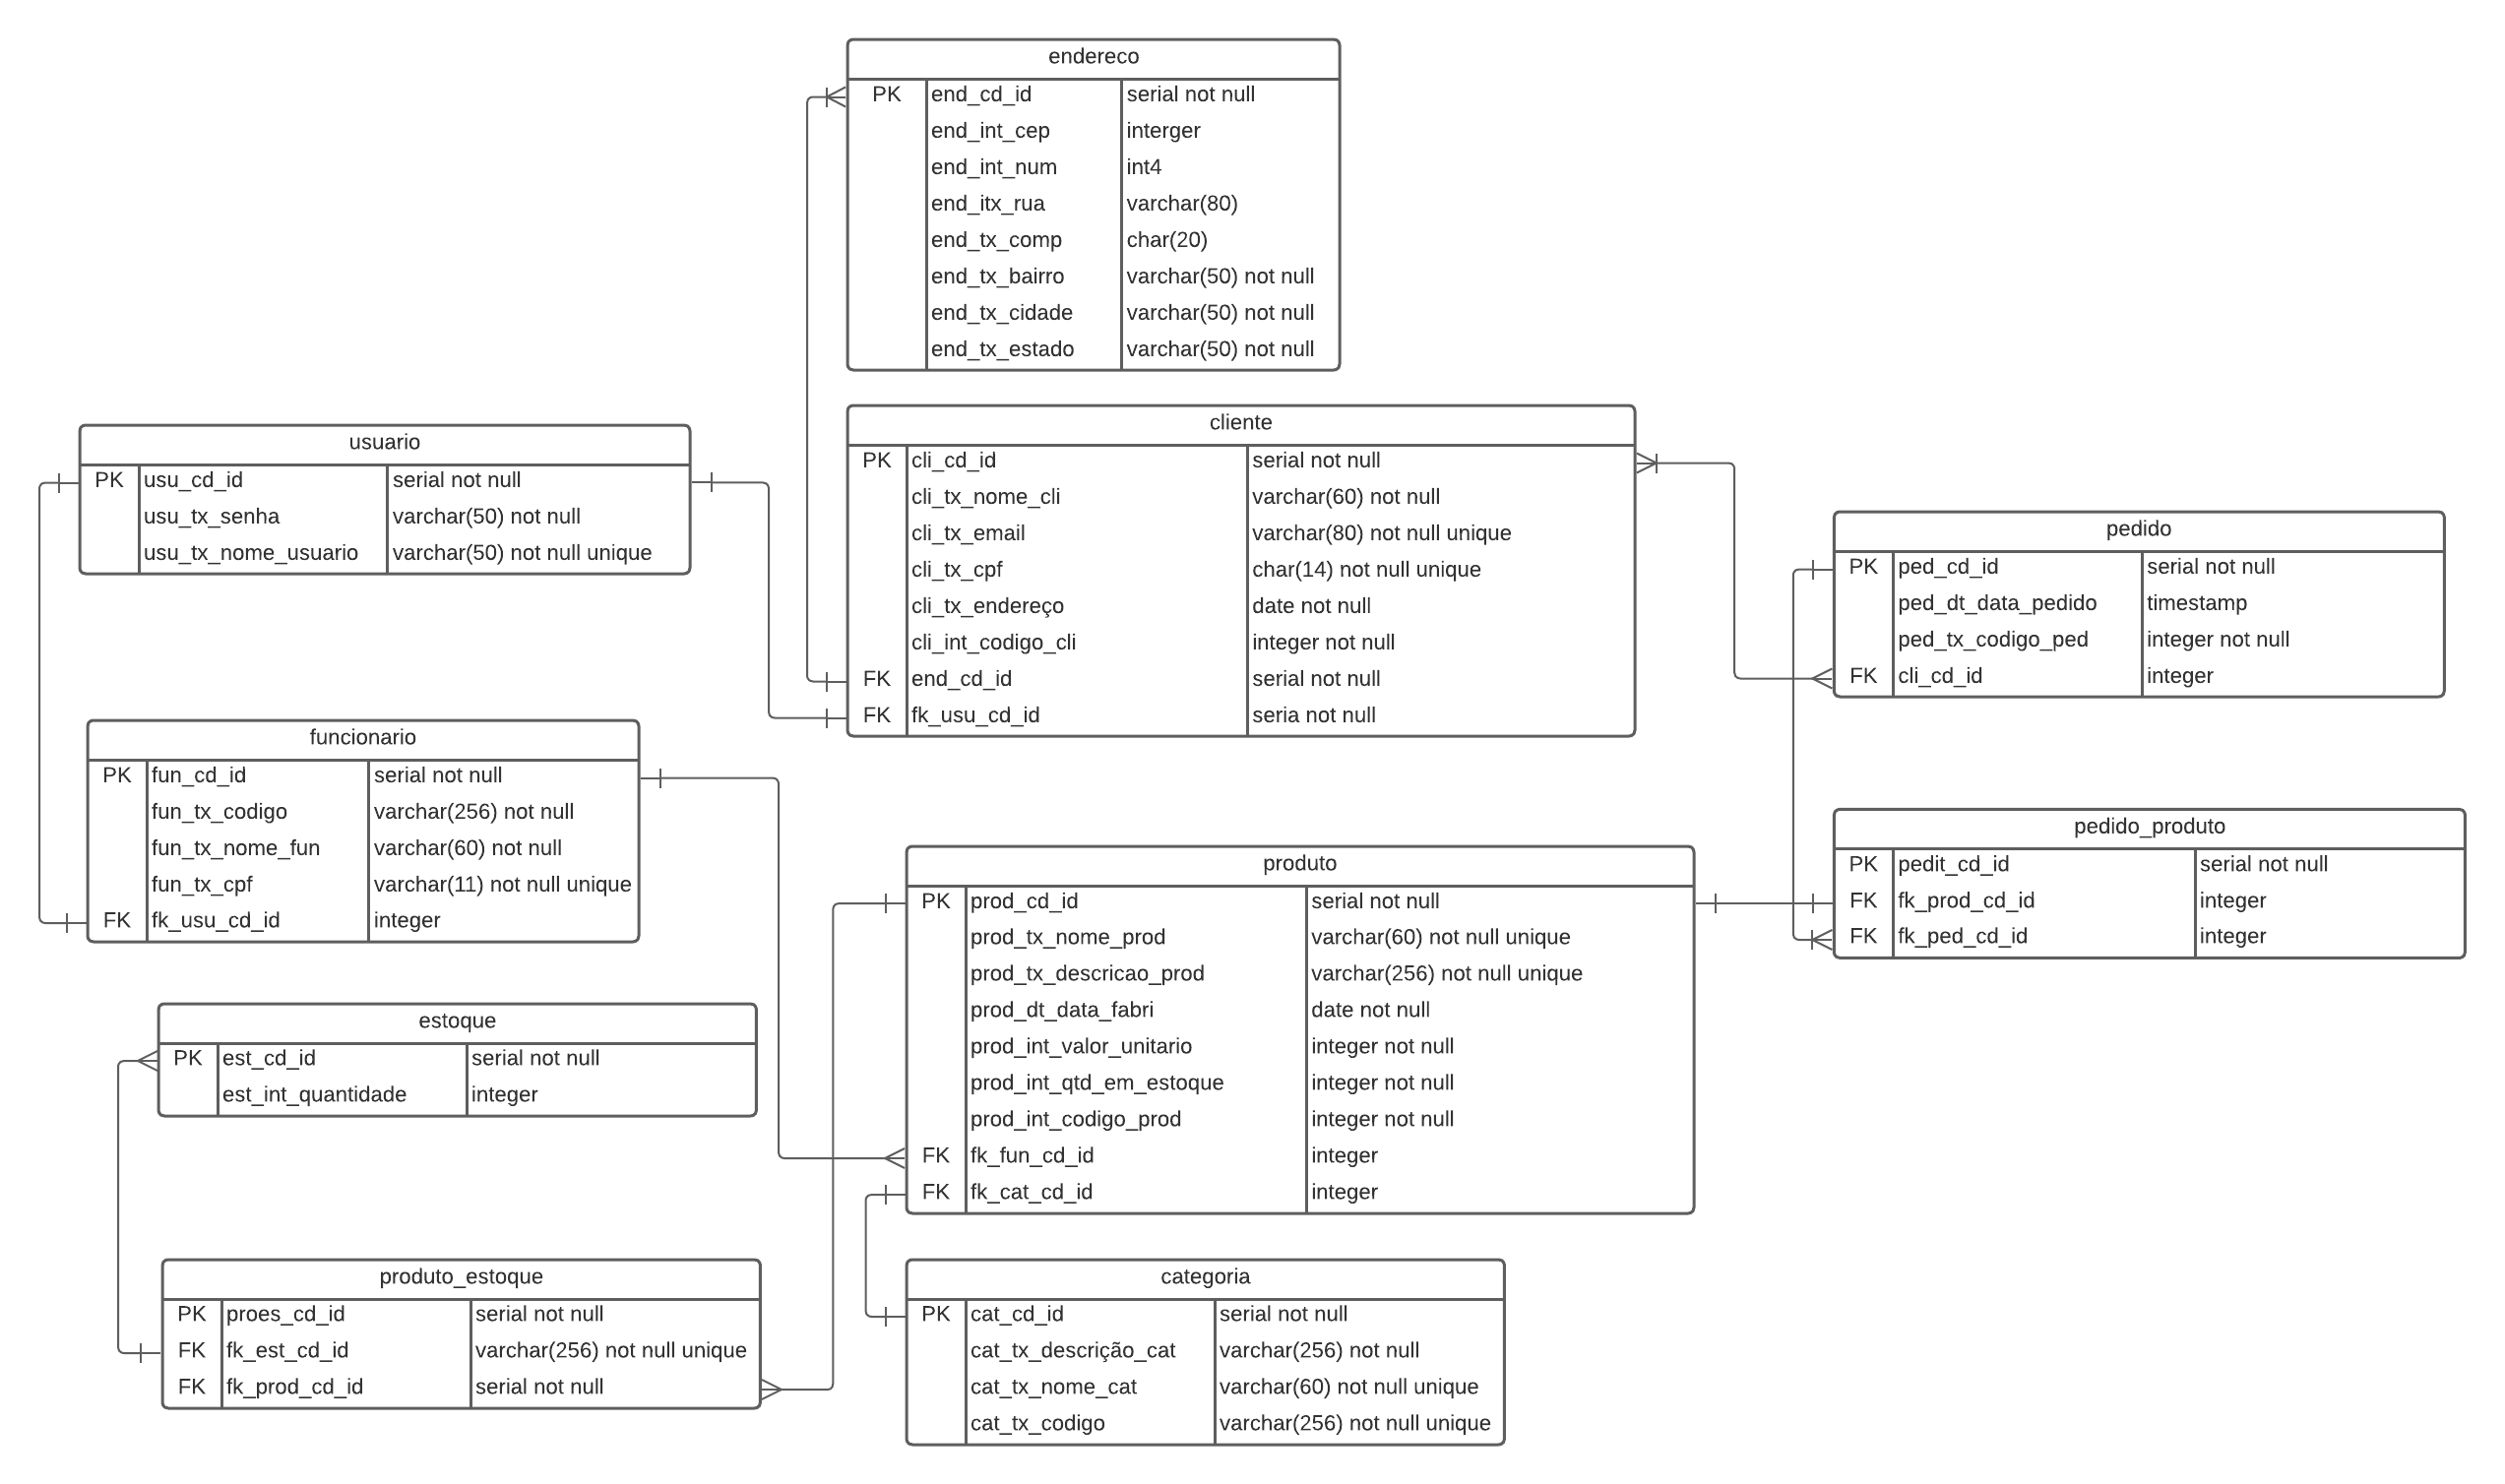 endereco
PK end_cd_id serial not null
end_int_cep interger
end_int_num int4
end_itx_rua varchar(80)
end_tx_comp char(20)
end_tx_bairro varchar(50) not null
end_tx_cidade varchar(50) not null
end_tx_estado varchar(50) not null
usuario
PK usu_cd_id serial not null
usu_tx_senha varchar(50) not null
usu_tx_nome_usuario varchar(50) not null unique
cliente
PK cli_cd_id serial not null
cli_tx_nome_cli varchar(60) not null
cli_tx_email varchar(80) not null unique
cli_tx_cpf char(14) not null unique
cli_tx_endereço date not null
cli_int_codigo_cli integer not null
FK end_cd_id serial not null
FK fk_usu_cd_id seria not null
pedido
PK ped_cd_id serial not null
ped_dt_data_pedido timestamp
ped_tx_codigo_ped integer not null
FK cli_cd_id integer
funcionario
PK fun_cd_id serial not null
fun_tx_codigo varchar(256) not null
fun_tx_nome_fun varchar(60) not null
fun_tx_cpf varchar(11) not null unique
FK fk_usu_cd_id integer
produto
PK prod_cd_id serial not null
prod_tx_nome_prod varchar(60) not null unique
prod_tx_descricao_prod varchar(256) not null unique
prod_dt_data_fabri date not null
prod_int_valor_unitario integer not null
prod_int_qtd_em_estoque integer not null
prod_int_codigo_prod integer not null
FK fk_fun_cd_id integer
FK fk_cat_cd_id integer
pedido_produto
PK pedit_cd_id serial not null
FK fk_prod_cd_id integer
FK fk_ped_cd_id integer
estoque
PK est_cd_id serial not null
est_int_quantidade integer
produto_estoque
PK proes_cd_id serial not null
FK fk_est_cd_id varchar(256) not null unique
FK fk_prod_cd_id serial not null
categoria
PK cat_cd_id serial not null
cat_tx_descrição_cat varchar(256) not null
cat_tx_nome_cat varchar(60) not null unique
cat_tx_codigo varchar(256) not null unique